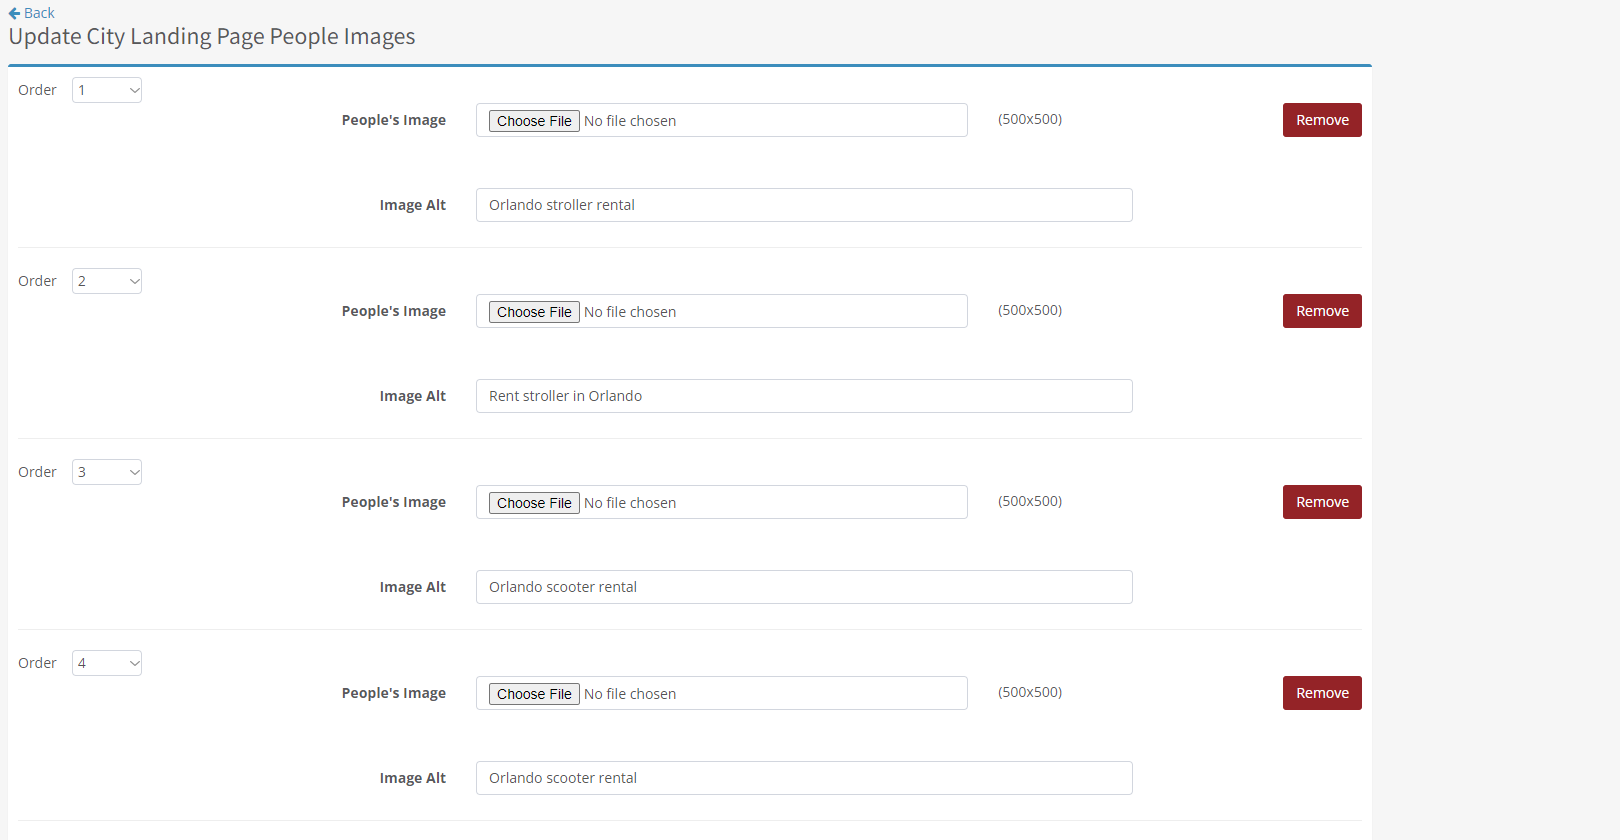 Back
Update City Landing Page People Images
Order 1
People's Image Choose File No file chosen (500x500) Remove
Image Alt Orlando stroller rental
Order 2
People's Image Choose File No file chosen (500x500) Remove
Image Alt Rent stroller in Orlando
Order 3
People's Image Choose File No file chosen (500x500) Remove
Image Alt Orlando scooter rental
Order 4
People's Image Choose File No file chosen (500x500) Remove
Image Alt Orlando scooter rental